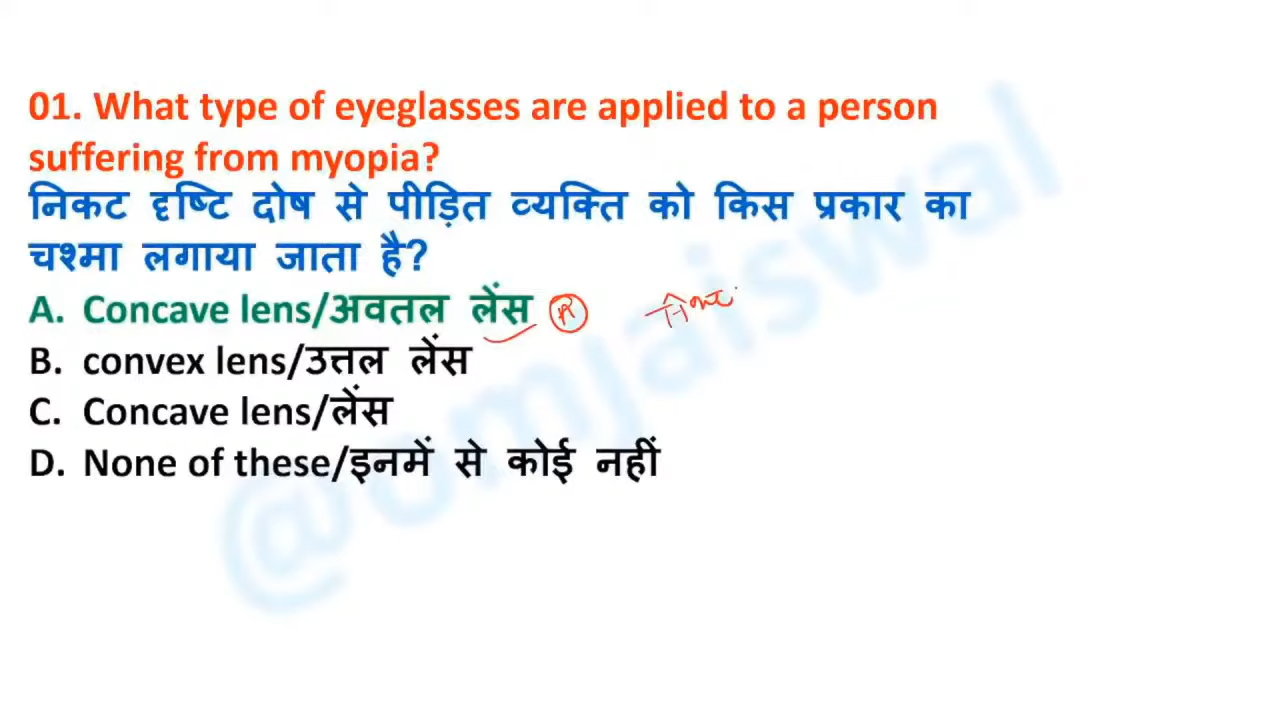 01. What type of eyeglasses are applied to a person
suffering from myopia?
निकट दृष्टि दोष से पीड़ित व्यक्ति को किस प्रकार का
चश्मा लगाया जाता है?
A. Concave lens/अवतल लेंस
B. convex lens/उत्तल लेंस
C. Concave lens/लेंस
D. None of these/इनमें से कोई नहीं
@omjaiswal